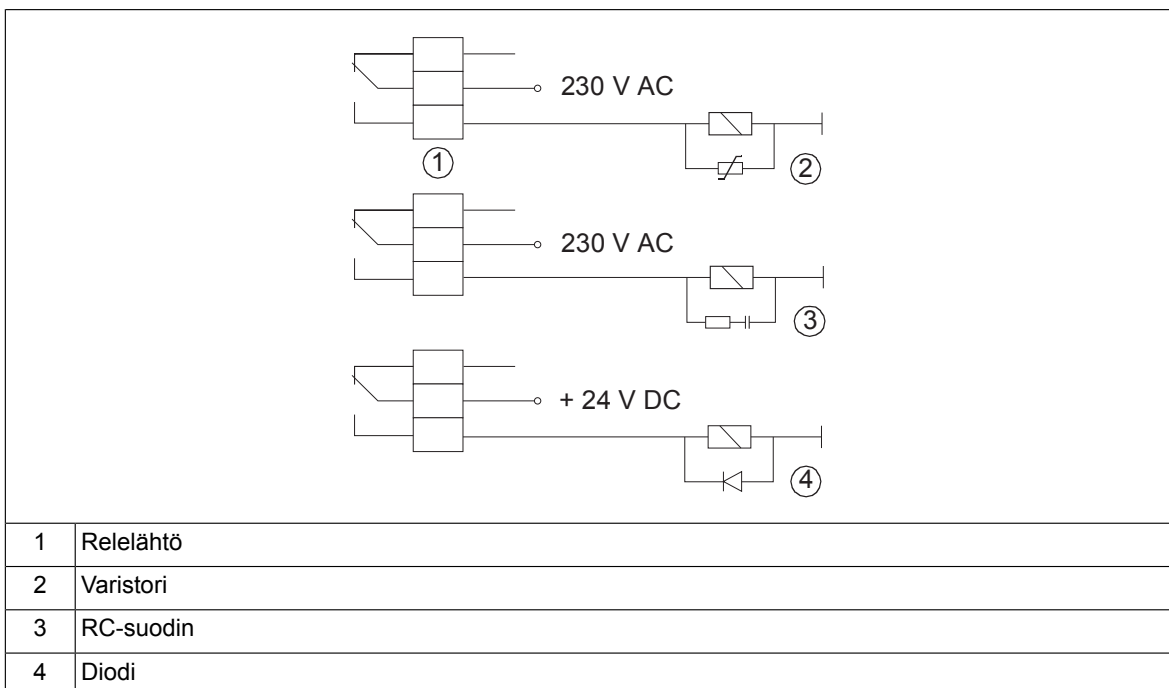 230 V AC
1
2
230 V AC
3
+ 24 V DC
4
1 Relelähtö
2 Varistori
3 RC-suodin
4 Diodi